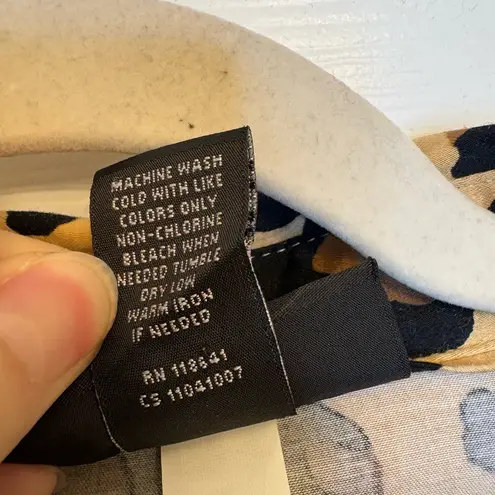 MACHINE WASH
COLD WITH LIKE
COLORS ONLY
NON-CHLORINE
BLEACH WHEN
NEEDED TUMBLE
DRY LOW
WARM IRON
IF NEEDED
RN 118641
CS 11041007